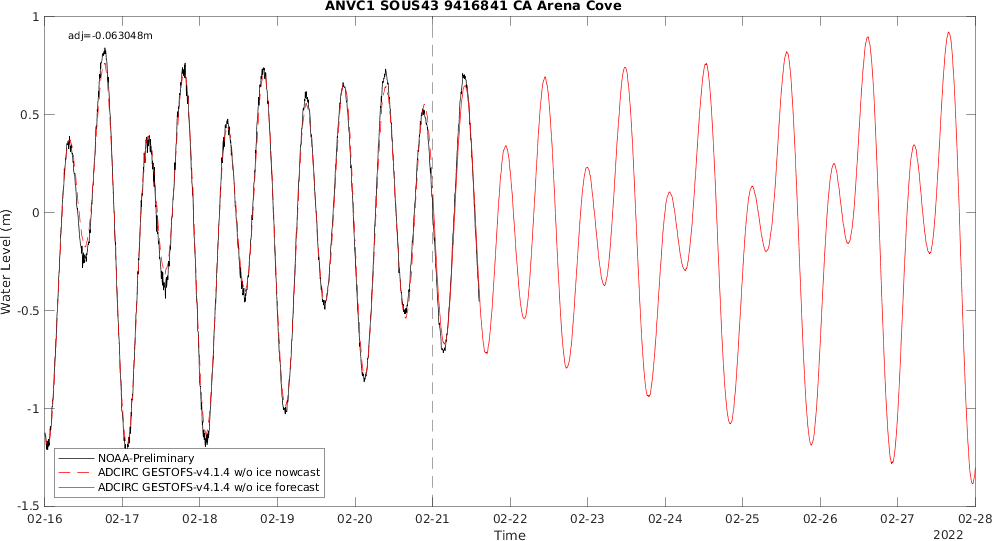 ANVC1 SOUS43 9416841 CA Arena Cove
adj=-0.063048m
1
0.5
0
-0.5
-1
-1.5
Water Level (m)
NOAA-Preliminary
ADCIRC GESTOFS-v4.1.4 w/o ice nowcast
ADCIRC GESTOFS-v4.1.4 w/o ice forecast
02-16 02-17 02-18 02-19 02-20 02-21 02-22 02-23 02-24 02-25 02-26 02-27 02-28
Time
2022